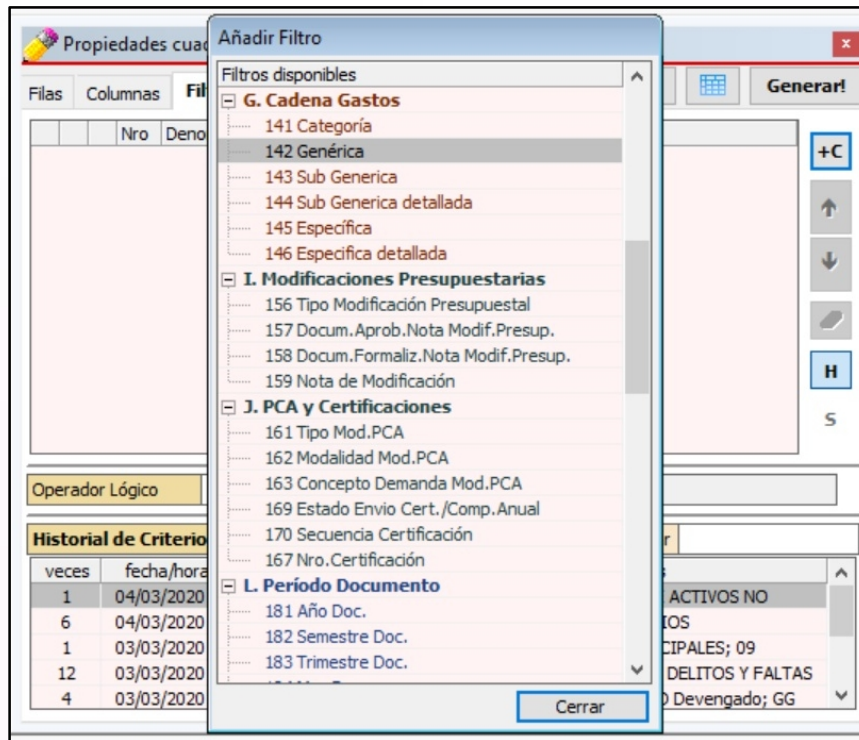 Propiedades
Añadir Filtro
x
Filas
Columnas
Generar!
Filtros disponibles
G. Cadena Gastos
141 Categoría
142 Genérica
143 Sub Generica
144 Sub Generica detallada
145 Específica
146 Especifica detallada
I. Modificaciones Presupuestarias
156 Tipo Modificación Presupuestal
157 Docum.Aprob.Nota Modif.Presup.
158 Docum.Formaliz.Nota Modif.Presup.
159 Nota de Modificación
J. PCA y Certificaciones
161 Tipo Mod.PCA
162 Modalidad Mod.PCA
163 Concepto Demanda Mod.PCA
169 Estado Envio Cert./Comp.Anual
170 Secuencia Certificación
167 Nro.Certificación
L. Período Documento
181 Año Doc.
182 Semestre Doc.
183 Trimestre Doc.
Cerrar
Nro Deno
+C
H
S
Operador Lógico
Historial de Criterio
veces fecha/hora
1 04/03/2020 ACTIVOS NO
6 04/03/2020 IOS
1 03/03/2020 CIPALES; 09
12 03/03/2020 DELITOS Y FALTAS
4 03/03/2020 Devengado; GG